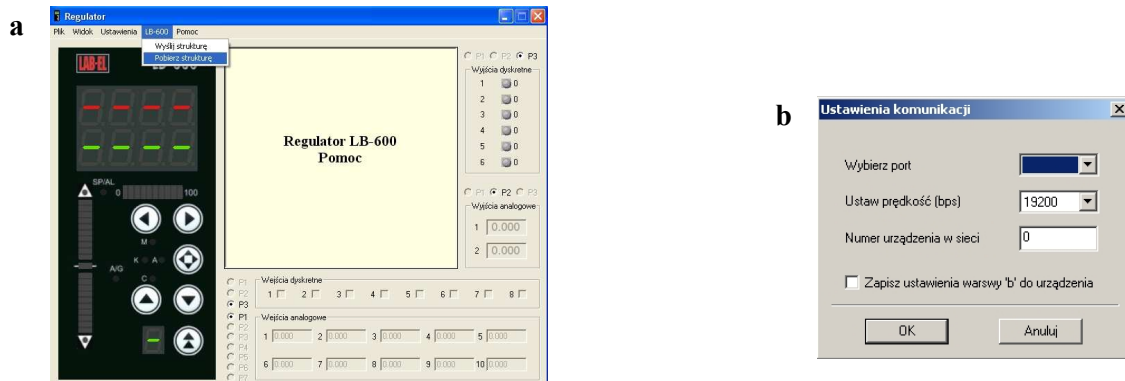 a
Regulator
Plik Widok Ustawienia LB-600 Pomoc
Wyślij strukturę
Pobierz strukturę
LAB-EL
SP/AL
0 100
M
K A
A/G
C
Regulator LB-600
Pomoc
P1 P2 P3
Wyjścia dyskretne
1 0
2 0
3 0
4 0
5 0
6 0
P1 P2 P3
Wyjścia analogowe
1 0.000
2 0.000
P1
P2
P3
Wejścia dyskretne
1 2 3 4 5 6 7 8
P1
P2
P3
P4
P5
P6
P7
Wejścia analogowe
1 0.000 2 0.000 3 0.000 4 0.000 5 0.000
6 0.000 7 0.000 8 0.000 9 0.000 10 0.000
b
Ustawienia komunikacji
Wybierz port
Ustaw prędkość (bps) 19200
Numer urządzenia w sieci 0
Zapisz ustawienia warswy 'b' do urządzenia
OK Anuluj